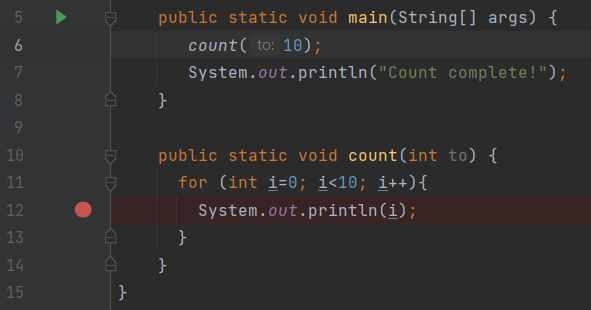 5 public static void main(String[] args) {
6 count( to: 10);
7 System.out.println("Count complete!");
8 }
9
10 public static void count(int to) {
11 for (int i=0; i<10; i++){
12 System.out.println(i);
13 }
14 }
15 }